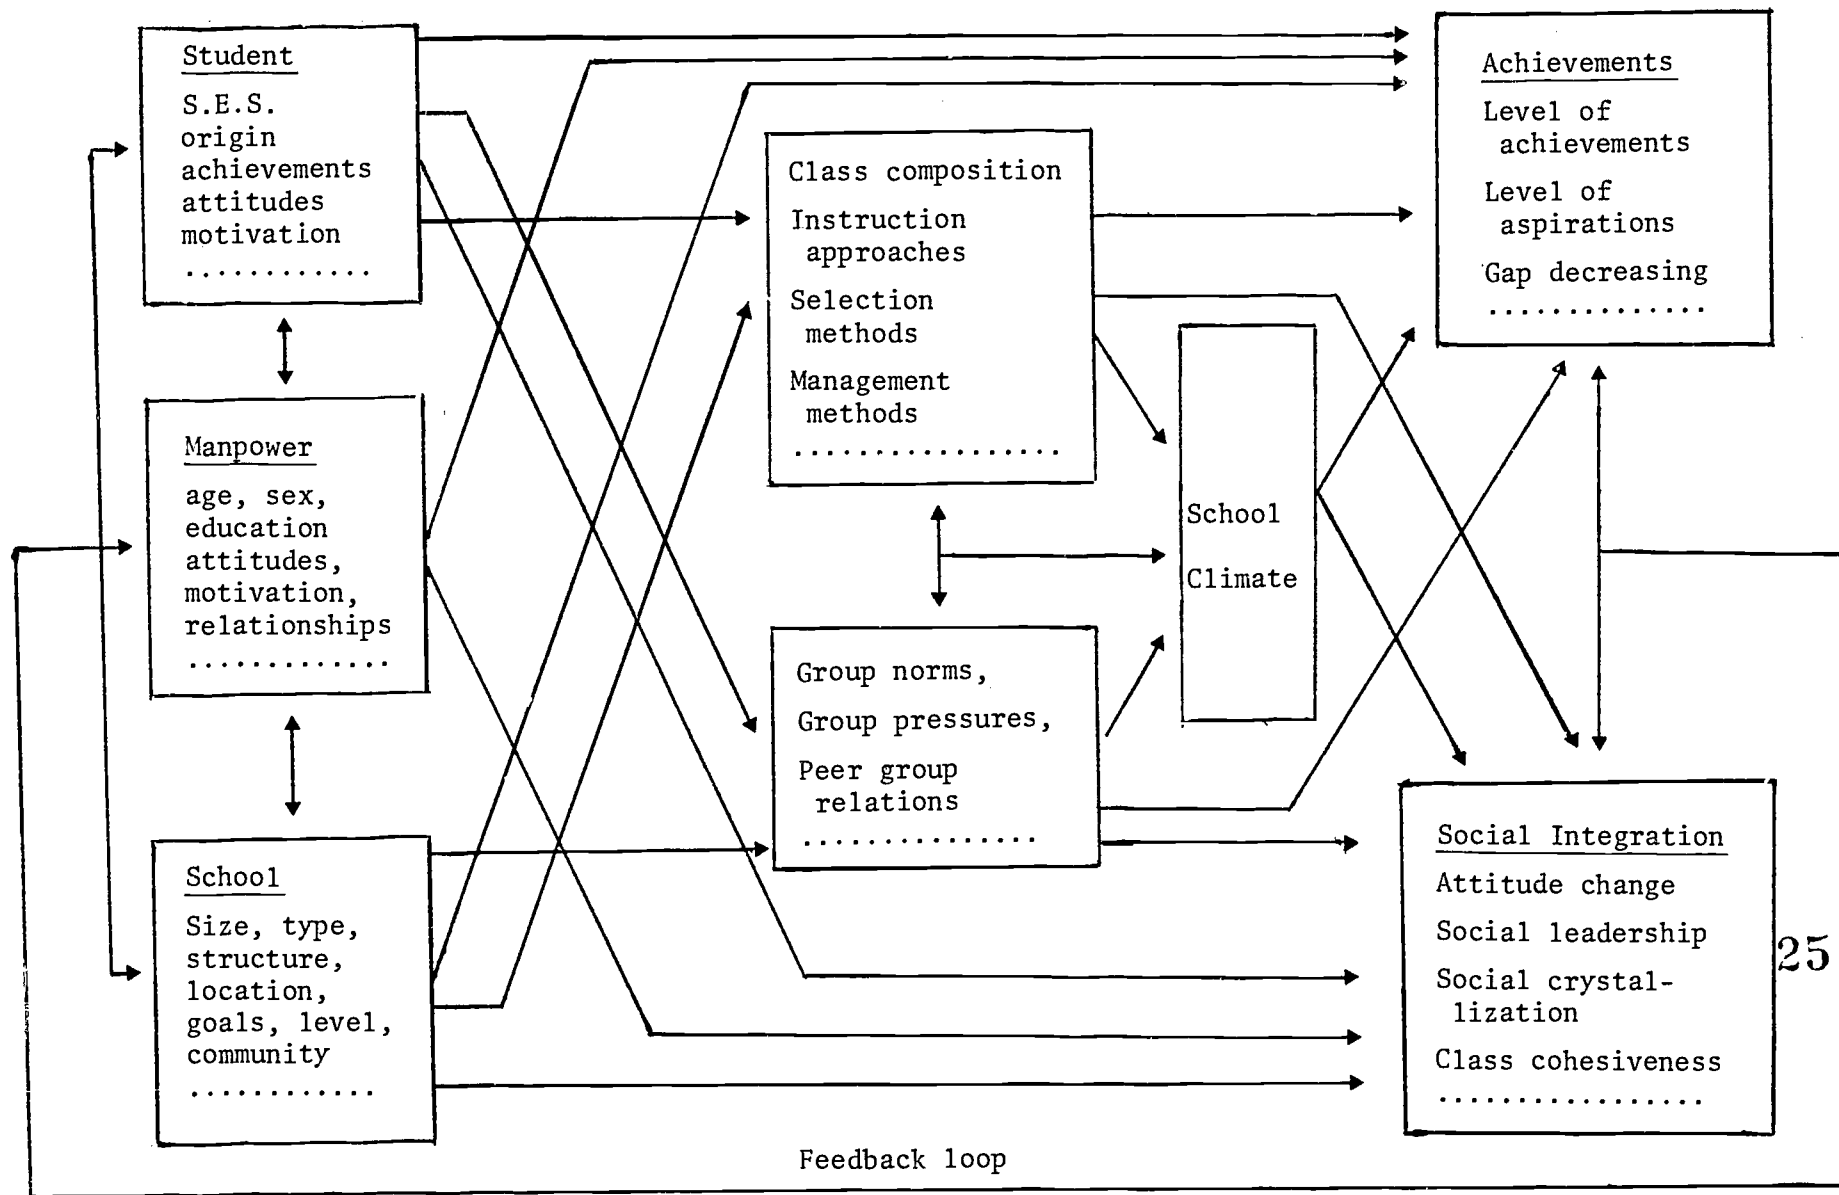 Student
S.E.S.
origin
achievements
attitudes
motivation
............
Manpower
age, sex,
education
attitudes,
motivation,
relationships
.............
School
Size, type,
structure,
location,
goals, level,
community
............
Class composition
Instruction
approaches
Selection
methods
Management
methods
.................
Group norms,
Group pressures,
Peer group
relations
...............
School
Climate
Achievements
Level of
achievements
Level of
aspirations
Gap decreasing
..............
Social Integration
Attitude change
Social leadership
Social crystal-
lization
Class cohesiveness
.................
25
Feedback loop